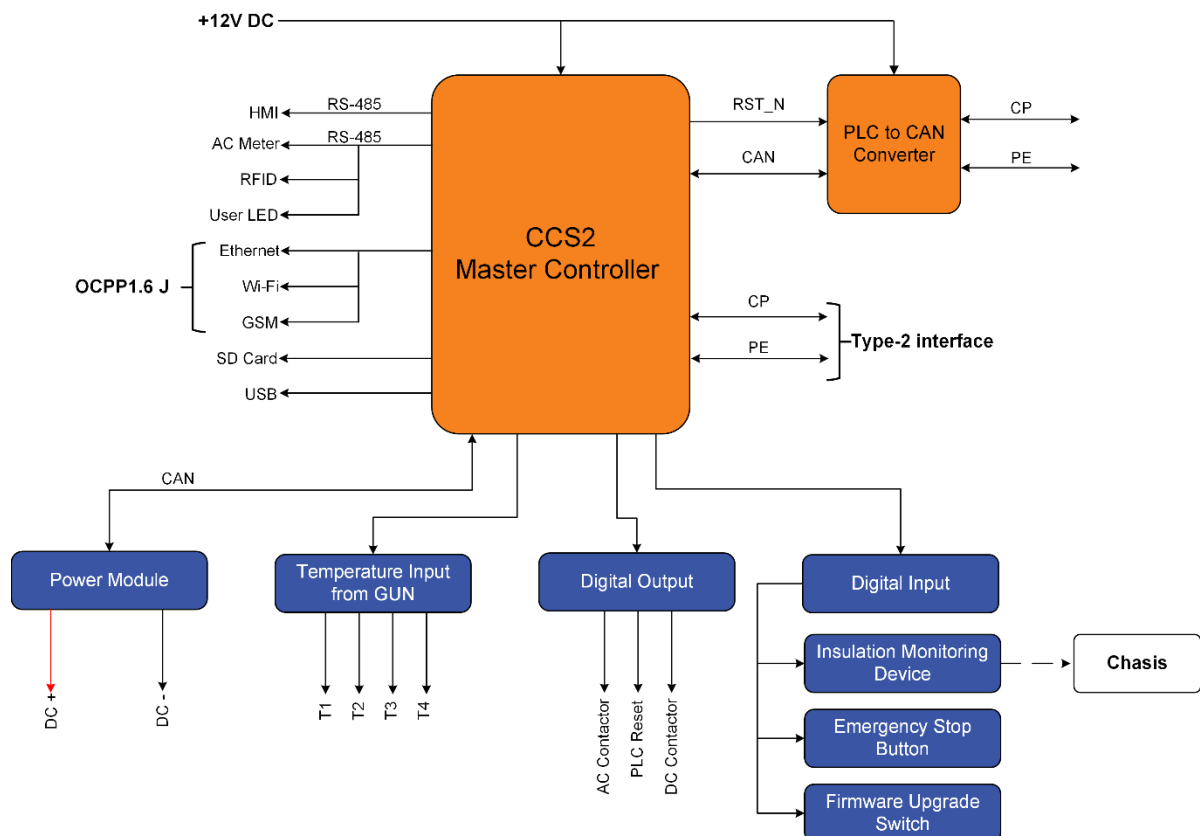 +12V DC
HMI
RS-485
AC Meter
RS-485
RFID
User LED
Ethernet
Wi-Fi
GSM
OCPP1.6 J
SD Card
USB
CCS2
Master Controller
RST_N
CAN
PLC to CAN
Converter
CP
PE
CP
PE
Type-2 interface
CAN
Power Module
DC +
DC -
Temperature Input
from GUN
T1
T2
T3
T4
Digital Output
AC Contactor
PLC Reset
DC Contactor
Digital Input
Insulation Monitoring
Device
Chasis
Emergency Stop
Button
Firmware Upgrade
Switch